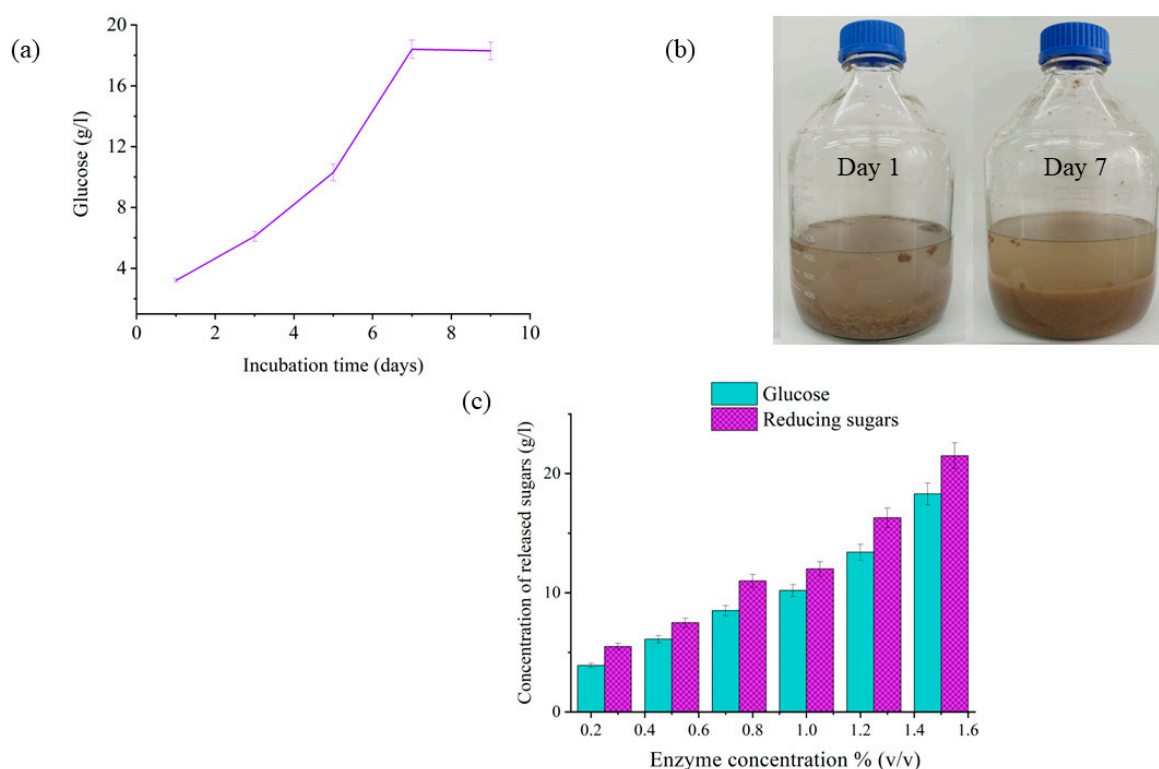 (a)
20
16
12
8
4
Glucose (g/l)
0 2 4 6 8 10
Incubation time (days)
(b)
Day 1
Day 7
(c)
Glucose
Reducing sugars
20
10
0
Concentration of released sugars (g/l)
0.2 0.4 0.6 0.8 1.0 1.2 1.4 1.6
Enzyme concentration % (v/v)